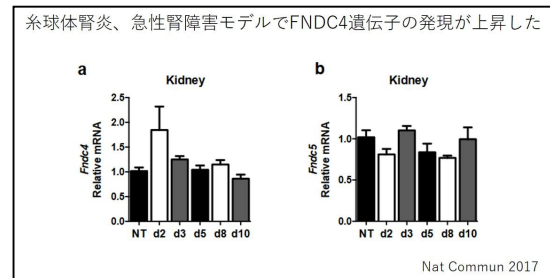 糸球体腎炎、急性腎障害モデルでFNDC4遺伝子の発現が上昇した
a
Kidney
Fndc4
Relative mRNA
2.5
2.0
1.5
1.0
0.5
0.0
NT d2 d3 d5 d8 d10
b
Kidney
Fndc5
Relative mRNA
1.5
1.0
0.5
0.0
NT d2 d3 d5 d8 d10
Nat Commun 2017